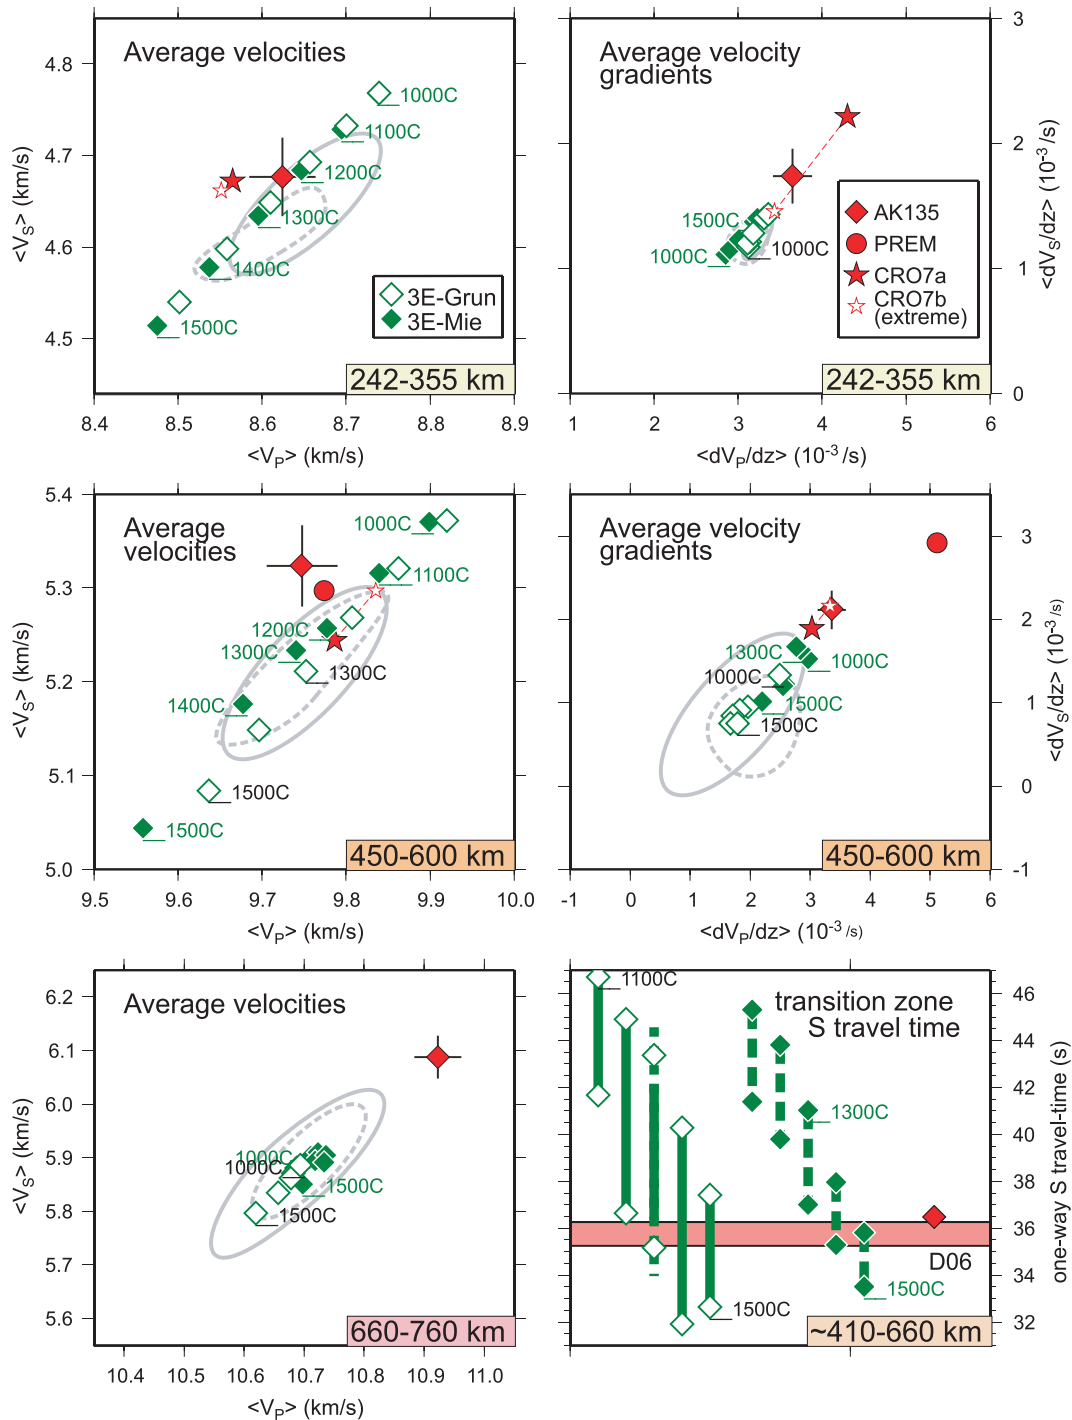 Average velocities
4.8
4.7
4.6
4.5
<V_S> (km/s)
1000C
1100C
1200C
1300C
1400C
1500C
3E-Grun
3E-Mie
242-355 km
8.4 8.5 8.6 8.7 8.8 8.9
<V_P> (km/s)
Average velocity
gradients
1500C
1000C
1000C
AK135
PREM
CRO7a
CRO7b
(extreme)
242-355 km
3
2
1
0
<dV_S/dz> (10⁻³ /s)
1 2 3 4 5 6
<dV_P/dz> (10⁻³ /s)
Average
velocities
5.4
5.3
5.2
5.1
5.0
<V_S> (km/s)
1000C
1100C
1200C
1300C
1300C
1400C
1500C
1500C
450-600 km
9.5 9.6 9.7 9.8 9.9 10.0
<V_P> (km/s)
Average velocity
gradients
1300C
1000C
1000C
1500C
1500C
450-600 km
3
2
1
0
-1
<dV_S/dz> (10⁻³ /s)
-1 0 1 2 3 4 5 6
<dV_P/dz> (10⁻³ /s)
Average velocities
6.2
6.1
6.0
5.9
5.8
5.7
5.6
<V_S> (km/s)
1000C
1000C
1500C
1500C
660-760 km
10.4 10.5 10.6 10.7 10.8 10.9 11.0
<V_P> (km/s)
1100C
transition zone
S travel time
1300C
D06
1500C
1500C
~410-660 km
46
44
42
40
38
36
34
32
one-way S travel-time (s)